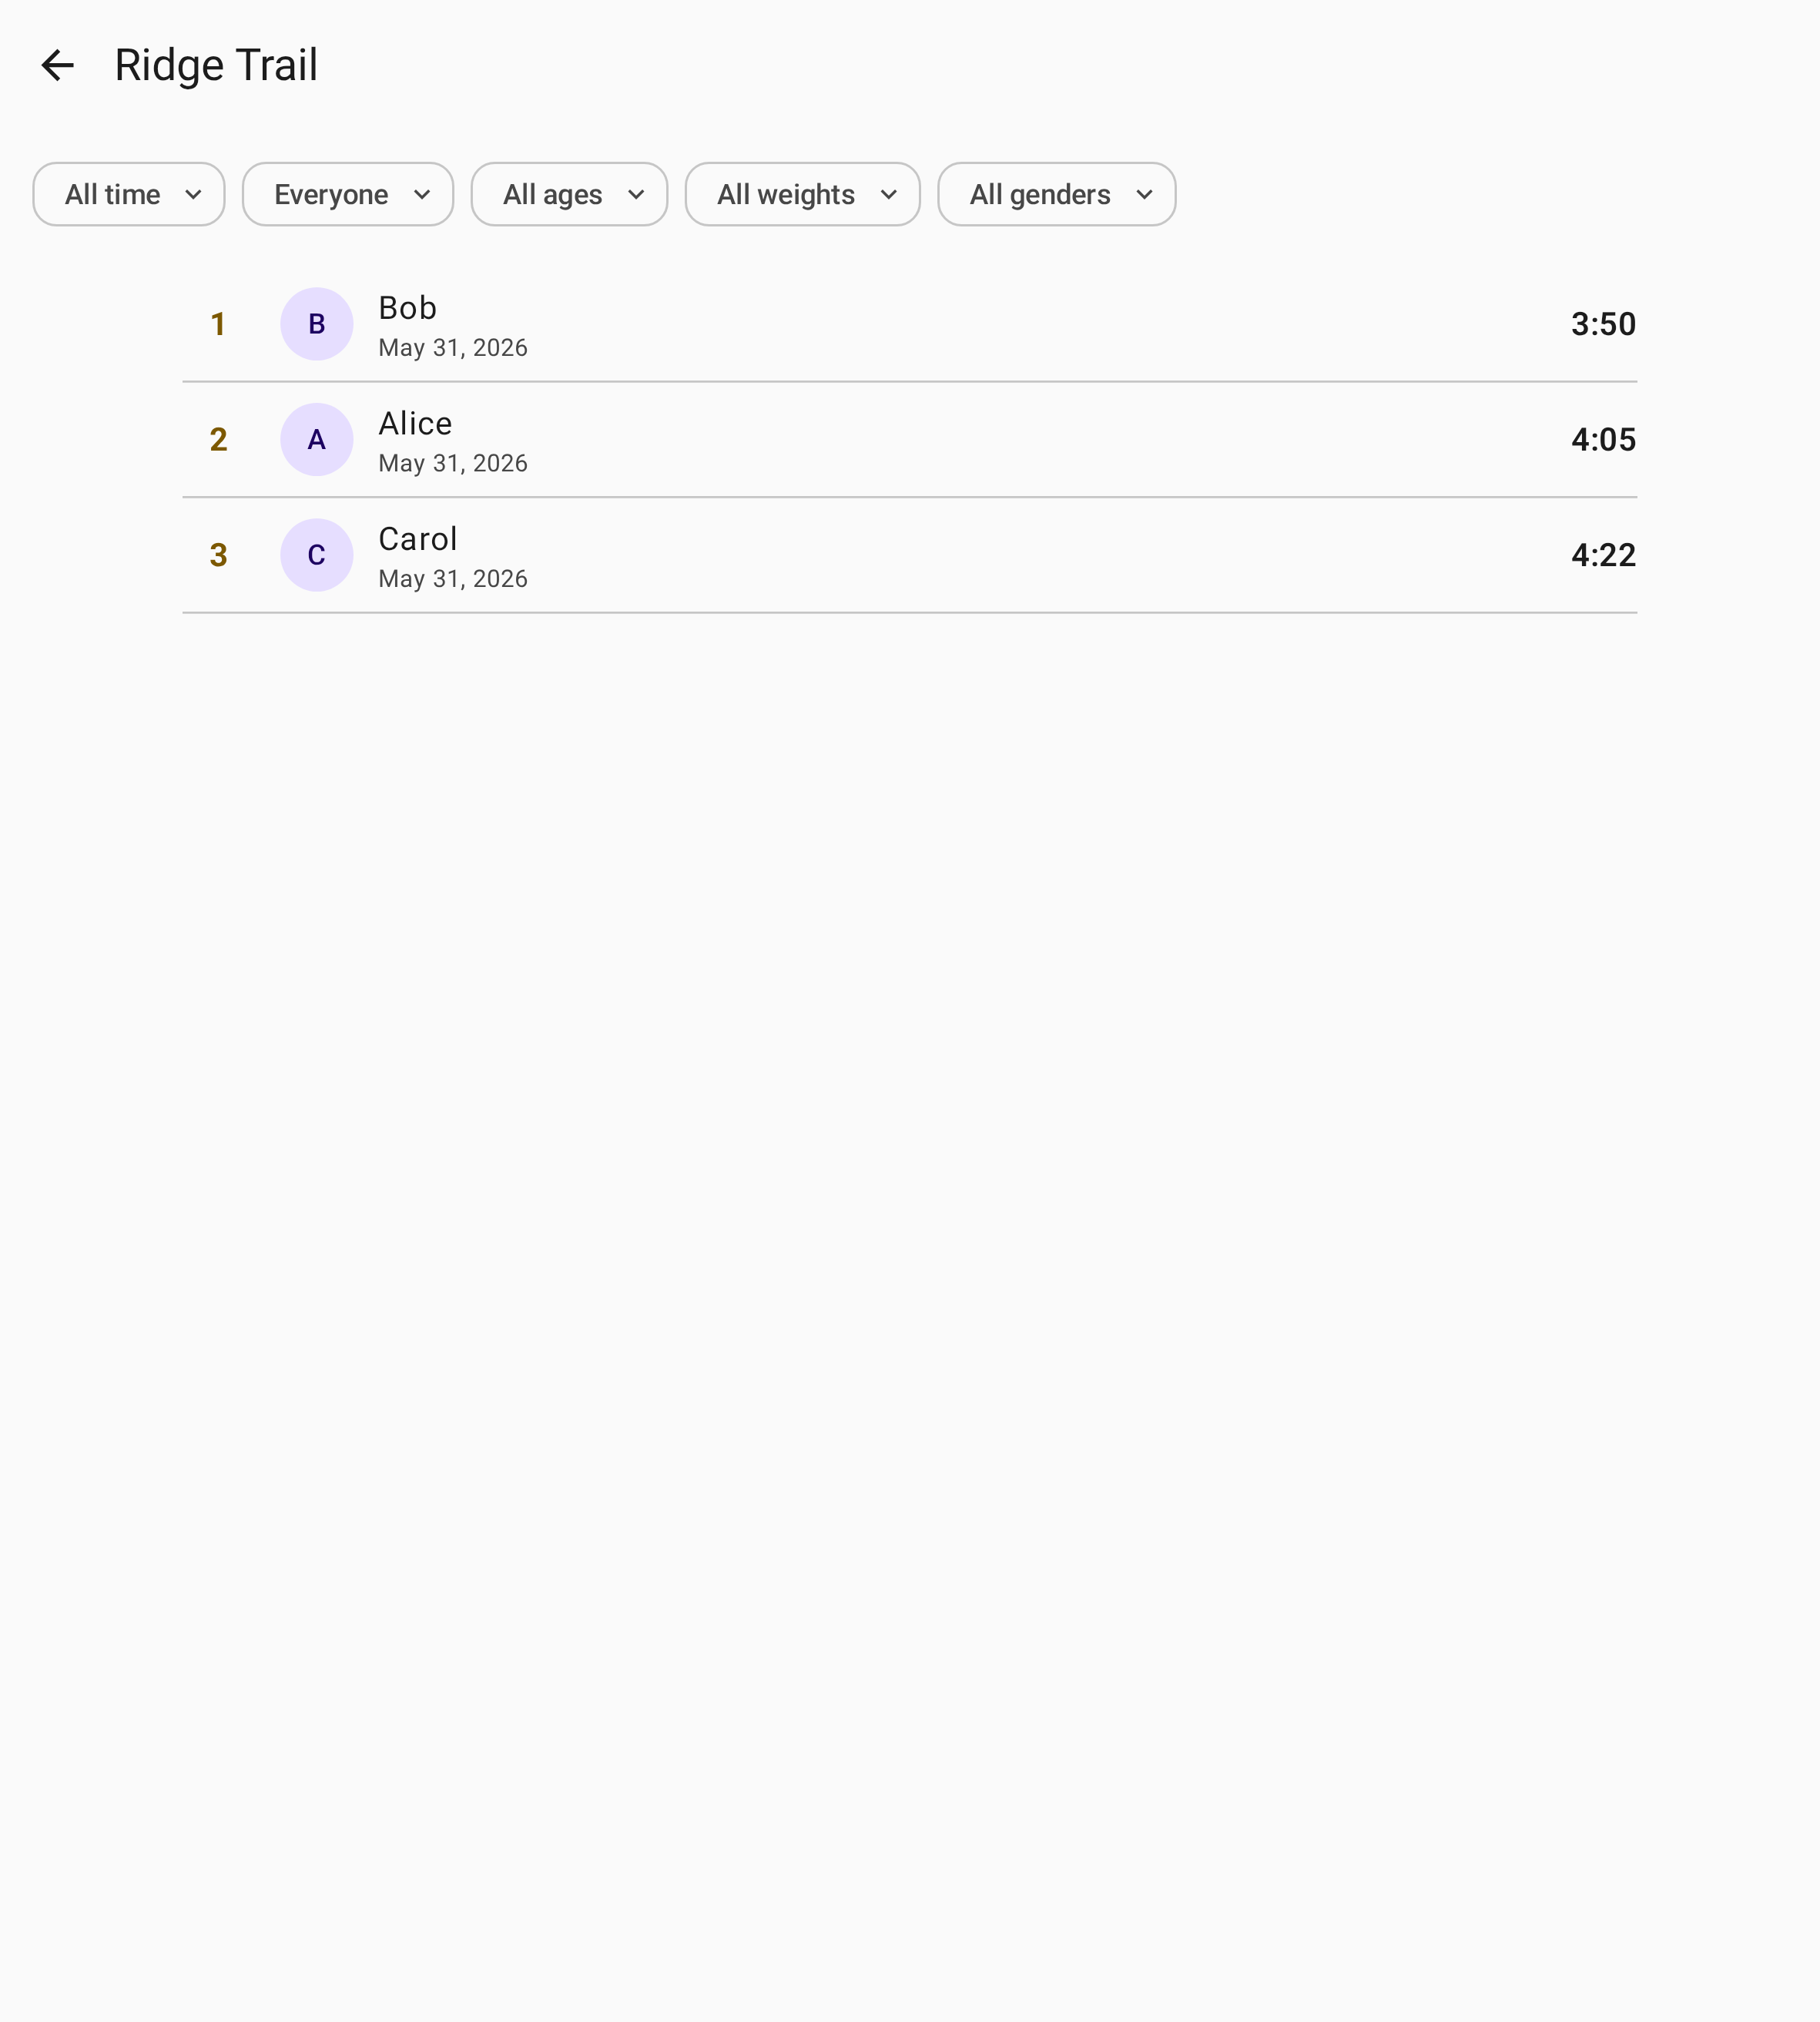 Ridge Trail
All time Everyone All ages All weights All genders
1 B Bob 3:50
May 31, 2026
2 A Alice 4:05
May 31, 2026
3 C Carol 4:22
May 31, 2026